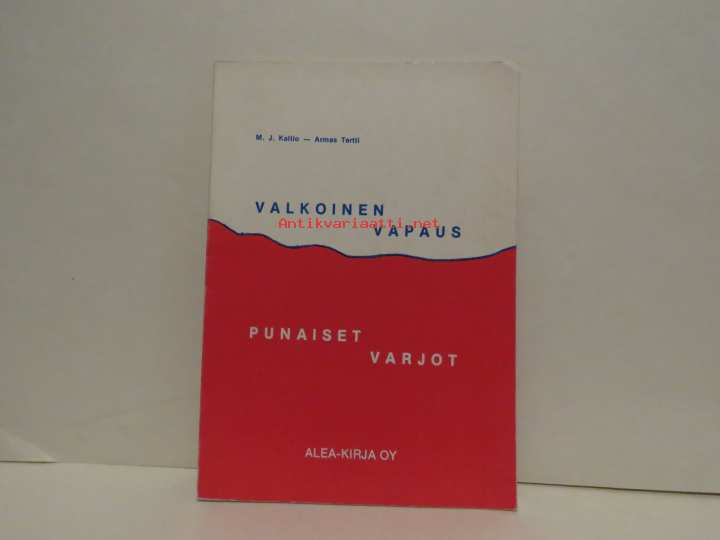 M. J. Kallio — Armas Tertti
VALKOINEN
Antikvariaatti.net
VAPAUS
PUNAISET
VARJOT
ALEA-KIRJA OY